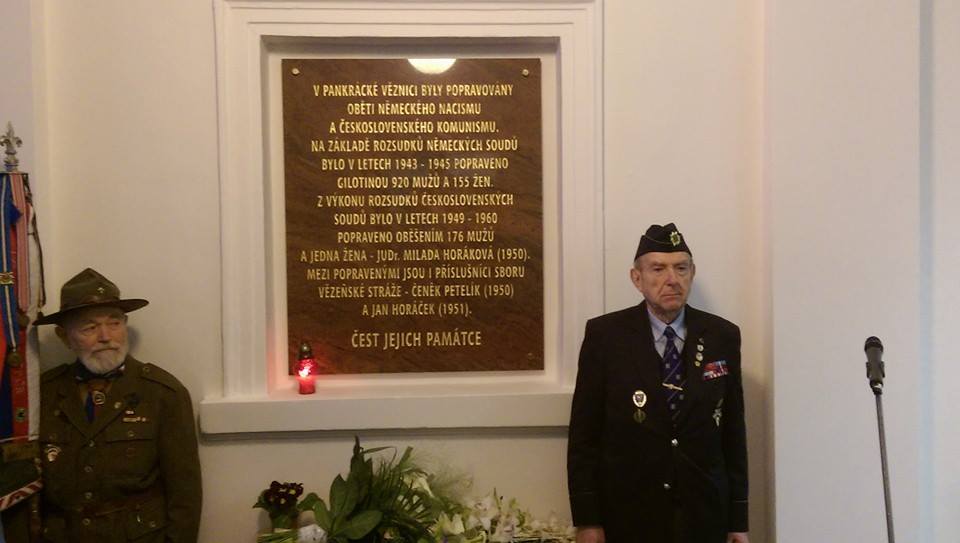 V PANKRÁCKÉ VĚZNICI BYLY POPRAVOVÁNY
OBĚTI NĚMECKÉHO NACISMU
A ČESKOSLOVENSKÉHO KOMUNISMU.
NA ZÁKLADĚ ROZSUDKŮ NĚMECKÝCH SOUDŮ
BYLO V LETECH 1943 - 1945 POPRAVENO
GILOTINOU 920 MUŽŮ A 155 ŽEN.
Z VÝKONU ROZSUDKŮ ČESKOSLOVENSKÝCH
SOUDŮ BYLO V LETECH 1949 - 1960
POPRAVENO OBĚŠENÍM 176 MUŽŮ
A JEDNA ŽENA - JUDr. MILADA HORÁKOVÁ (1950).
MEZI POPRAVENÝMI JSOU I PŘÍSLUŠNÍCI SBORU
VĚZEŇSKÉ STRÁŽE - ČENĚK PETELÍK (1950)
A JAN HORÁČEK (1951).
ČEST JEJICH PAMÁTCE